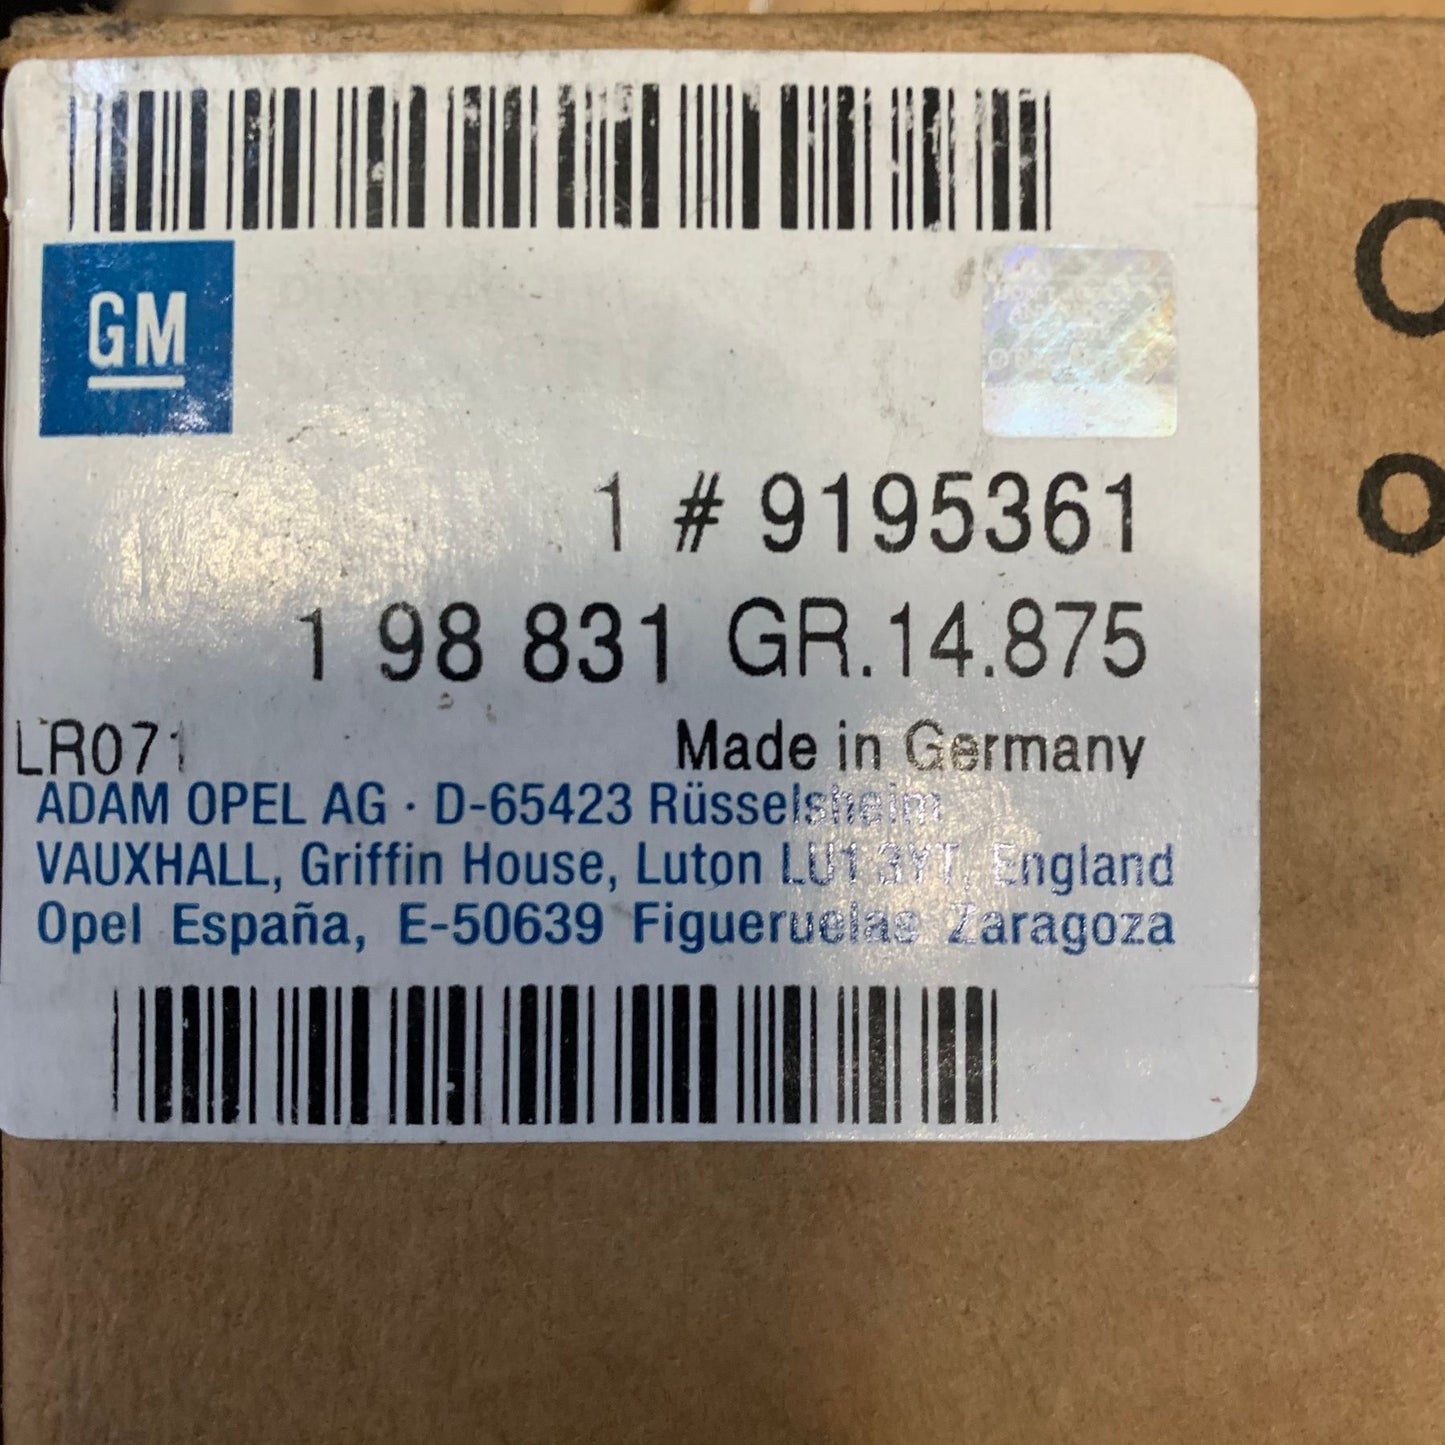 GM
1 # 9195361
1 98 831 GR.14.875
LR071
Made in Germany
ADAM OPEL AG · D-65423 Rüsselsheim
VAUXHALL, Griffin House, Luton LU1 3YT, England
Opel España, E-50639 Figueruelas Zaragoza